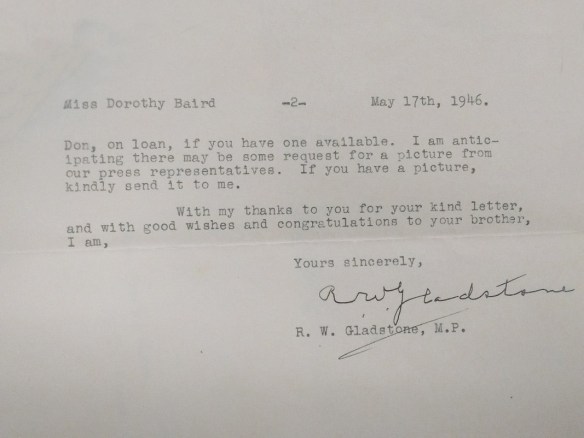 Miss Dorothy Baird -2- May 17th, 1946.
Don, on loan, if you have one available. I am antic-
ipating there may be some request for a picture from
our press representatives. If you have a picture,
kindly send it to me.
With my thanks to you for your kind letter,
and with good wishes and congratulations to your brother,
I am,
Yours sincerely,
R.W. Gladstone
R. W. Gladstone, M.P.